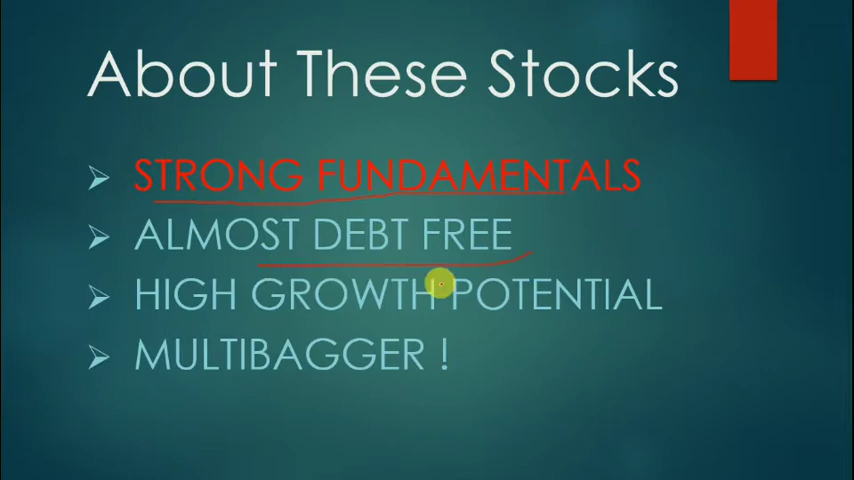 About These Stocks
STRONG FUNDAMENTALS
ALMOST DEBT FREE
HIGH GROWTH POTENTIAL
MULTIBAGGER !